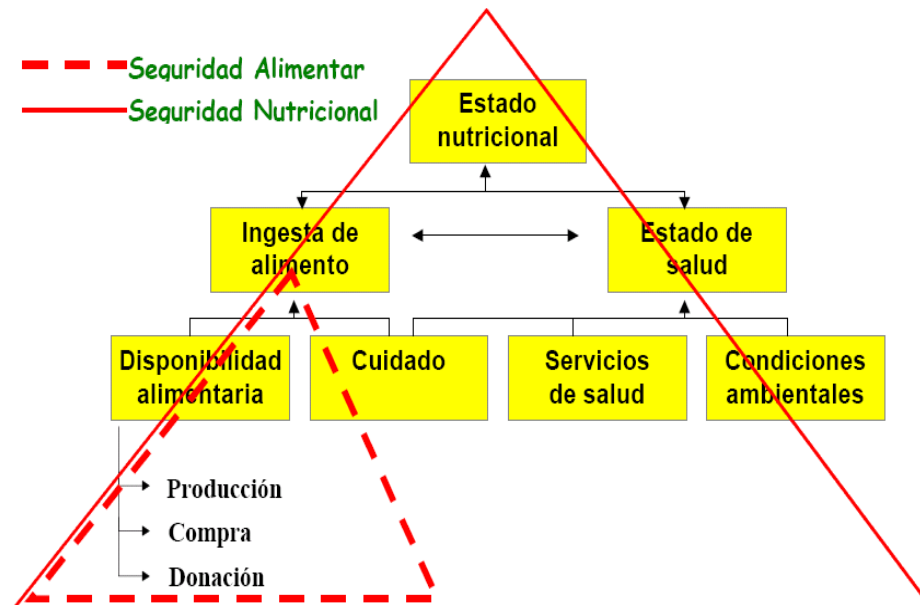 Seguridad Alimentar
Seguridad Nutricional
Estado
nutricional
Ingesta de
alimento
Estado de
salud
Disponibilidad
alimentaria
Cuidado
Servicios
de salud
Condiciones
ambientales
Producción
Compra
Donación